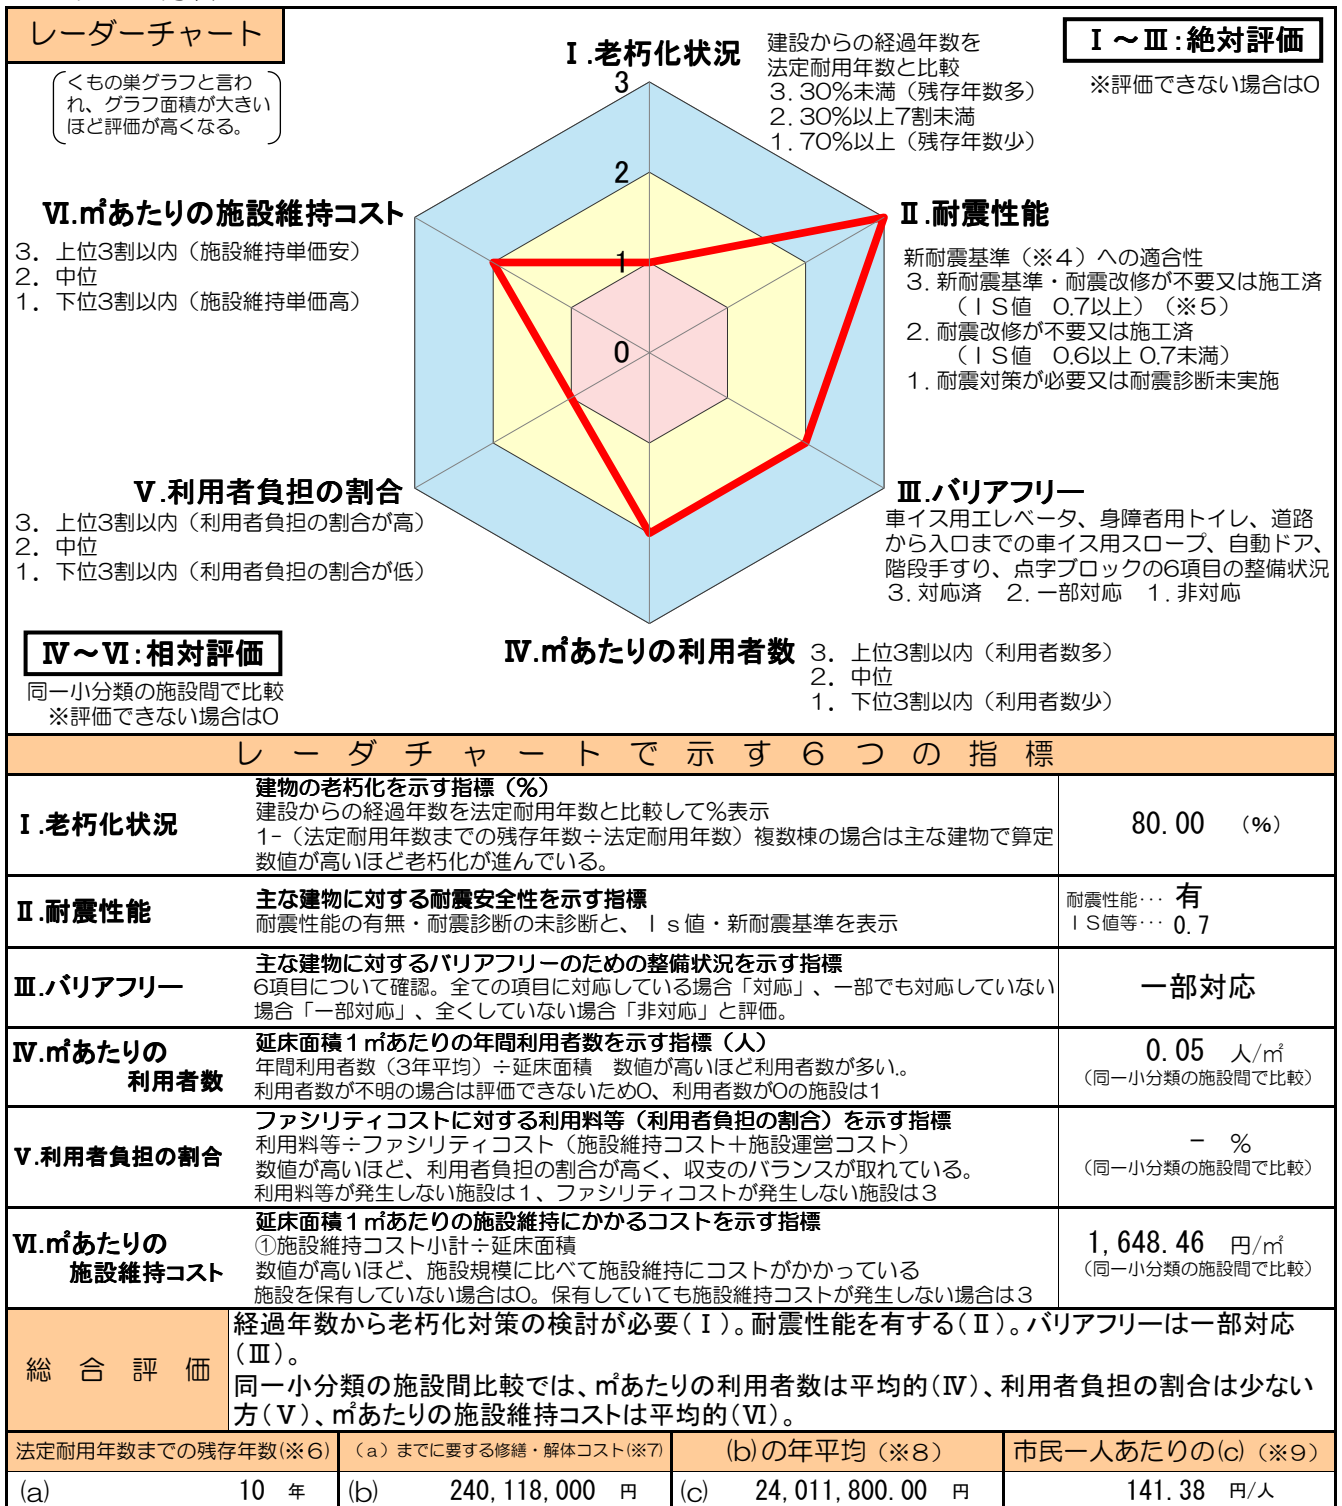 レーダーチャート
くもの巣グラフと言わ
れ、グラフ面積が大きい
ほど評価が高くなる。
Ⅰ.老朽化状況
建設からの経過年数を
法定耐用年数と比較
3.30%未満（残存年数多）
2.30%以上7割未満
1.70%以上（残存年数少）
Ⅰ～Ⅲ:絶対評価
※評価できない場合は0
3
2
1
0
Ⅵ.㎡あたりの施設維持コスト
3．上位3割以内（施設維持単価安）
2．中位
1．下位3割以内（施設維持単価高）
Ⅱ.耐震性能
新耐震基準（※4）への適合性
3.新耐震基準・耐震改修が不要又は施工済
（ＩＳ値　0.7以上）（※5）
2.耐震改修が不要又は施工済
（ＩＳ値　0.6以上 0.7未満）
1.耐震対策が必要又は耐震診断未実施
Ⅴ.利用者負担の割合
3．上位3割以内（利用者負担の割合が高）
2．中位
1．下位3割以内（利用者負担の割合が低）
Ⅲ.バリアフリー
車イス用エレベータ、身障者用トイレ、道路
から入口までの車イス用スロープ、自動ドア、
階段手すり、点字ブロックの6項目の整備状況
3.対応済　2.一部対応　1.非対応
Ⅳ～Ⅵ:相対評価
同一小分類の施設間で比較
※評価できない場合は0
Ⅳ.㎡あたりの利用者数
3．上位3割以内（利用者数多）
2．中位
1．下位3割以内（利用者数少）
レーダチャートで示す６つの指標
Ⅰ.老朽化状況
建物の老朽化を示す指標（%）
建設からの経過年数を法定耐用年数と比較して%表示
1-（法定耐用年数までの残存年数÷法定耐用年数）複数棟の場合は主な建物で算定
数値が高いほど老朽化が進んでいる。
80.00　（%）
Ⅱ.耐震性能
主な建物に対する耐震安全性を示す指標
耐震性能の有無・耐震診断の未診断と、Ｉｓ値・新耐震基準を表示
耐震性能… 有
ＩＳ値等… 0.7
Ⅲ.バリアフリー
主な建物に対するバリアフリーのための整備状況を示す指標
6項目について確認。全ての項目に対応している場合「対応」、一部でも対応していない
場合「一部対応」、全くしていない場合「非対応」と評価。
一部対応
Ⅳ.㎡あたりの
利用者数
延床面積１㎡あたりの年間利用者数を示す指標（人）
年間利用者数（3年平均）÷延床面積　数値が高いほど利用者数が多い。
利用者数が不明の場合は評価できないため0、利用者数が0の施設は1
0.05　人/㎡
（同一小分類の施設間で比較）
Ⅴ.利用者負担の割合
ファシリティコストに対する利用料等（利用者負担の割合）を示す指標
利用料等÷ファシリティコスト（施設維持コスト＋施設運営コスト）
数値が高いほど、利用者負担の割合が高く、収支のバランスが取れている。
利用料等が発生しない施設は１、ファシリティコストが発生しない施設は３
-　%
（同一小分類の施設間で比較）
Ⅵ.㎡あたりの
施設維持コスト
延床面積１㎡あたりの施設維持にかかるコストを示す指標
①施設維持コスト小計÷延床面積
数値が高いほど、施設規模に比べて施設維持にコストがかかっている
施設を保有していない場合は0。保有していても施設維持コストが発生しない場合は３
1,648.46　円/㎡
（同一小分類の施設間で比較）
総合評価
経過年数から老朽化対策の検討が必要(Ⅰ)。耐震性能を有する(Ⅱ)。バリアフリーは一部対応
(Ⅲ)。
同一小分類の施設間比較では、㎡あたりの利用者数は平均的(Ⅳ)、利用者負担の割合は少ない
方(Ⅴ)、㎡あたりの施設維持コストは平均的(Ⅵ)。
法定耐用年数までの残存年数(※6)
（a）までに要する修繕・解体コスト(※7)
(b)の年平均（※8）
市民一人あたりの(c)（※9）
(a)　10 年
(b)　240,118,000 円
(c)　24,011,800.00 円
141.38 円/人